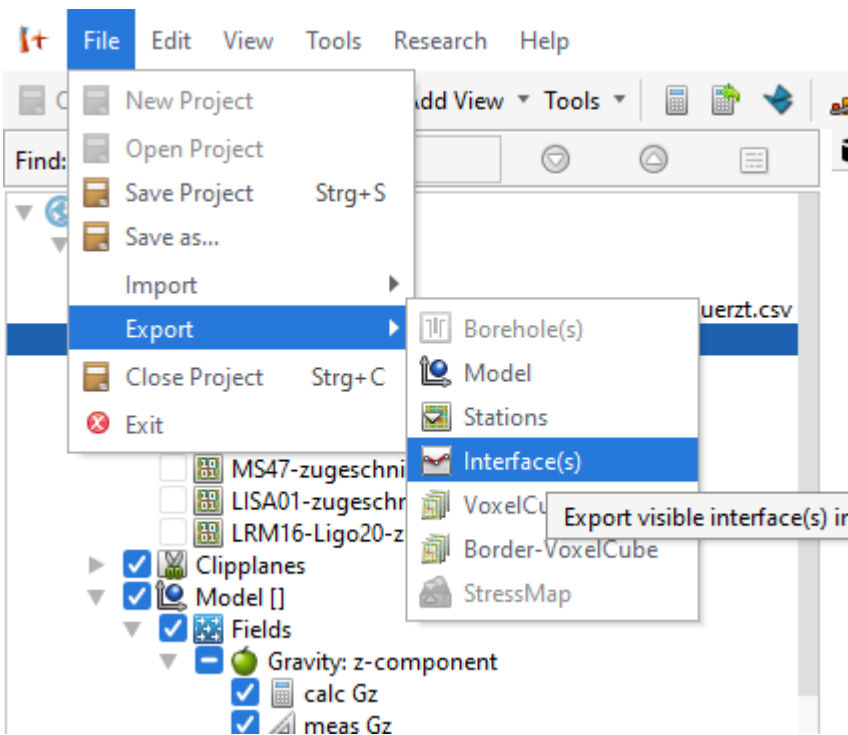 File Edit View Tools Research Help
New Project
Add View Tools
Open Project
Find:
Save Project Strg+S
Save as...
Import
uerzt.csv
Export
Borehole(s)
Model
Close Project Strg+C
Stations
Exit
Interface(s)
MS47-zugeschni
LISA01-zugeschr
Export visible interface(s) i
LRM16-Ligo20-z
Border-VoxelCube
Clipplanes
StressMap
Model []
Fields
Gravity: z-component
calc Gz
meas Gz